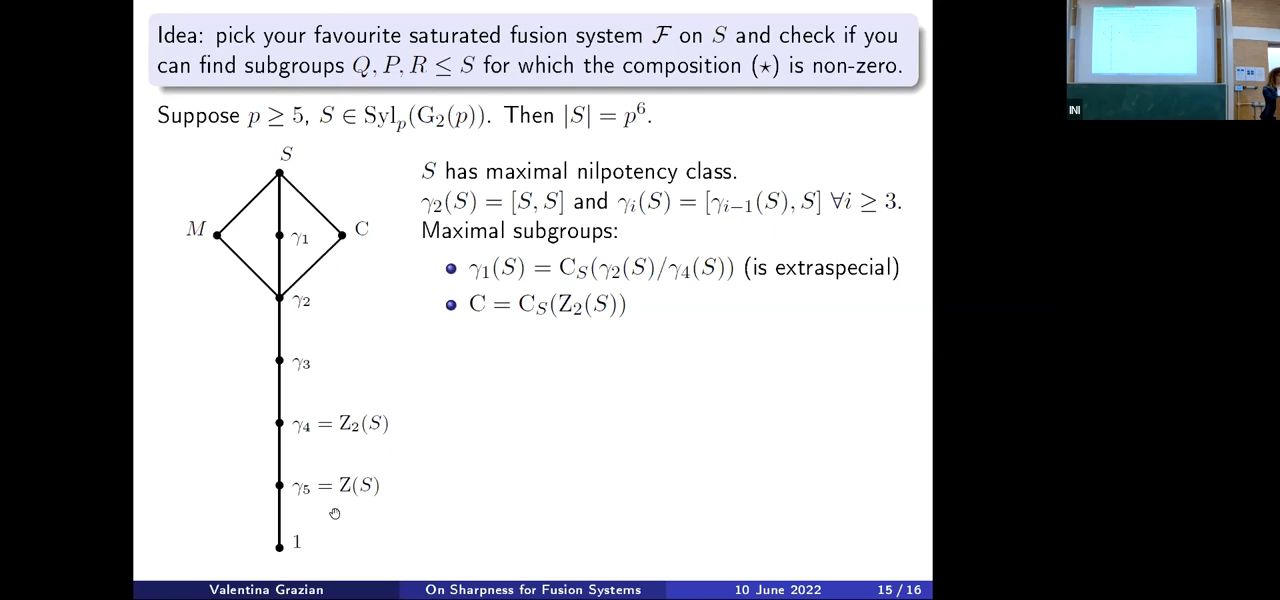 Idea: pick your favourite saturated fusion system ℱ on S and check if you
can find subgroups Q, P, R ≤ S for which the composition (⋆) is non-zero.
Suppose p ≥ 5, S ∈ Syl_p(G₂(p)). Then |S| = p⁶.
S
M
γ₁
C
γ₂
γ₃
γ₄ = Z₂(S)
γ₅ = Z(S)
1
S has maximal nilpotency class.
γ₂(S) = [S, S] and γᵢ(S) = [γᵢ₋₁(S), S] ∀i ≥ 3.
Maximal subgroups:
γ₁(S) = C_S(γ₂(S)/γ₄(S)) (is extraspecial)
C = C_S(Z₂(S))
Valentina Grazian On Sharpness for Fusion Systems 10 June 2022 15 / 16
INI